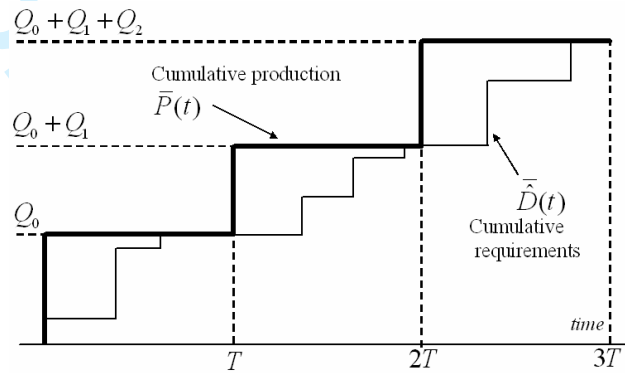 Q₀ + Q₁ + Q₂
Cumulative production
P̅(t)
Q₀ + Q₁
Q₀
D̂̅(t)
Cumulative
requirements
time
T
2T
3T